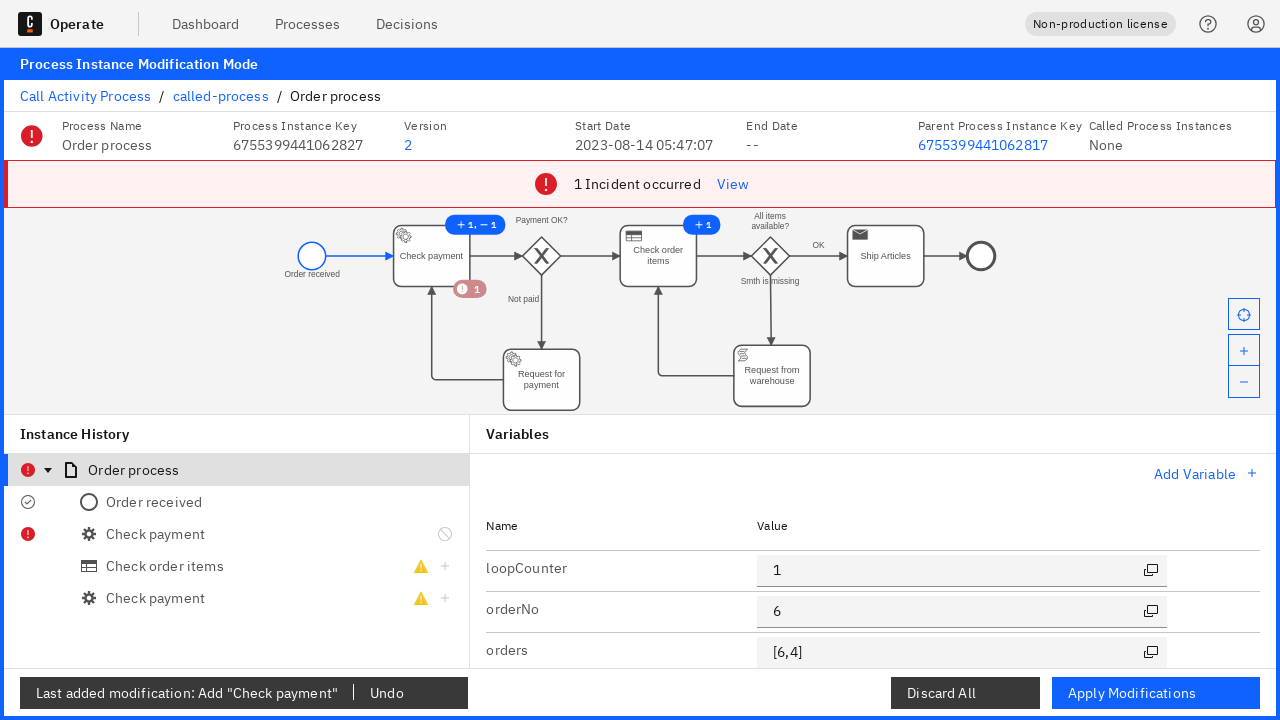 Operate
Dashboard
Processes
Decisions
Non-production license
Process Instance Modification Mode
Call Activity Process / called-process / Order process
Process Name
Process Instance Key
Version
Start Date
End Date
Parent Process Instance Key
Called Process Instances
Order process
6755399441062827
2
2023-08-14 05:47:07
--
6755399441062817
None
1 Incident occurred
View
Order received
Check payment
+ 1, − 1
1
Payment OK?
Not paid
Request for
payment
Check order
items
+ 1
All items
available?
OK
Smth is missing
Request from
warehouse
Ship Articles
Instance History
Order process
Order received
Check payment
Check order items
Check payment
Variables
Add Variable +
Name
Value
loopCounter
1
orderNo
6
orders
[6,4]
Last added modification: Add "Check payment"
Undo
Discard All
Apply Modifications